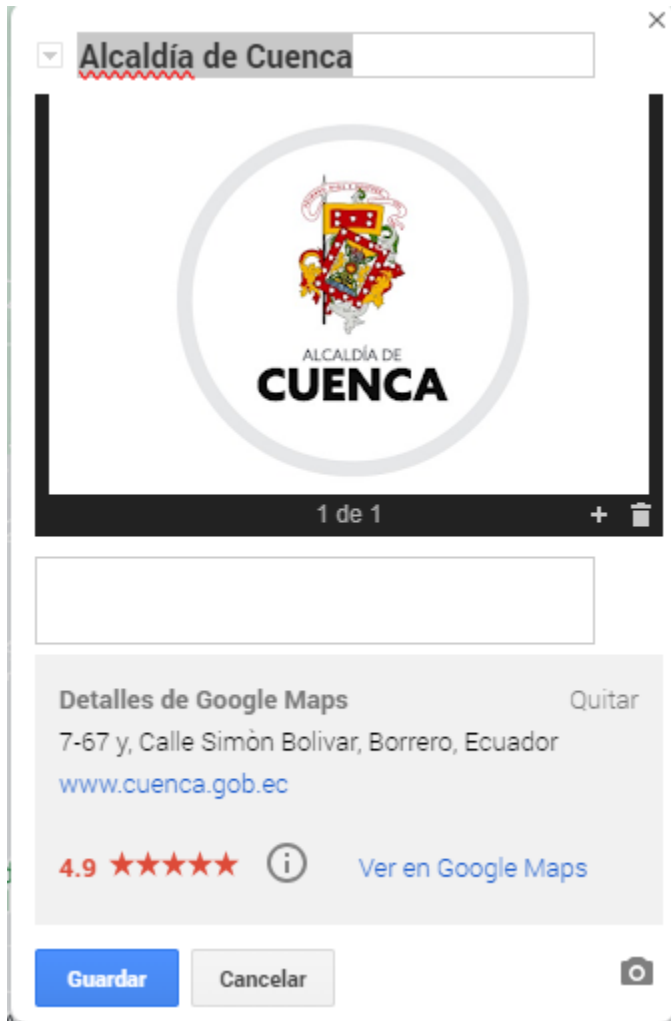 Alcaldía de Cuenca
ALCALDÍA DE
CUENCA
1 de 1
Detalles de Google Maps
Quitar
7-67 y, Calle Simòn Bolivar, Borrero, Ecuador
www.cuenca.gob.ec
4.9
Ver en Google Maps
Guardar
Cancelar